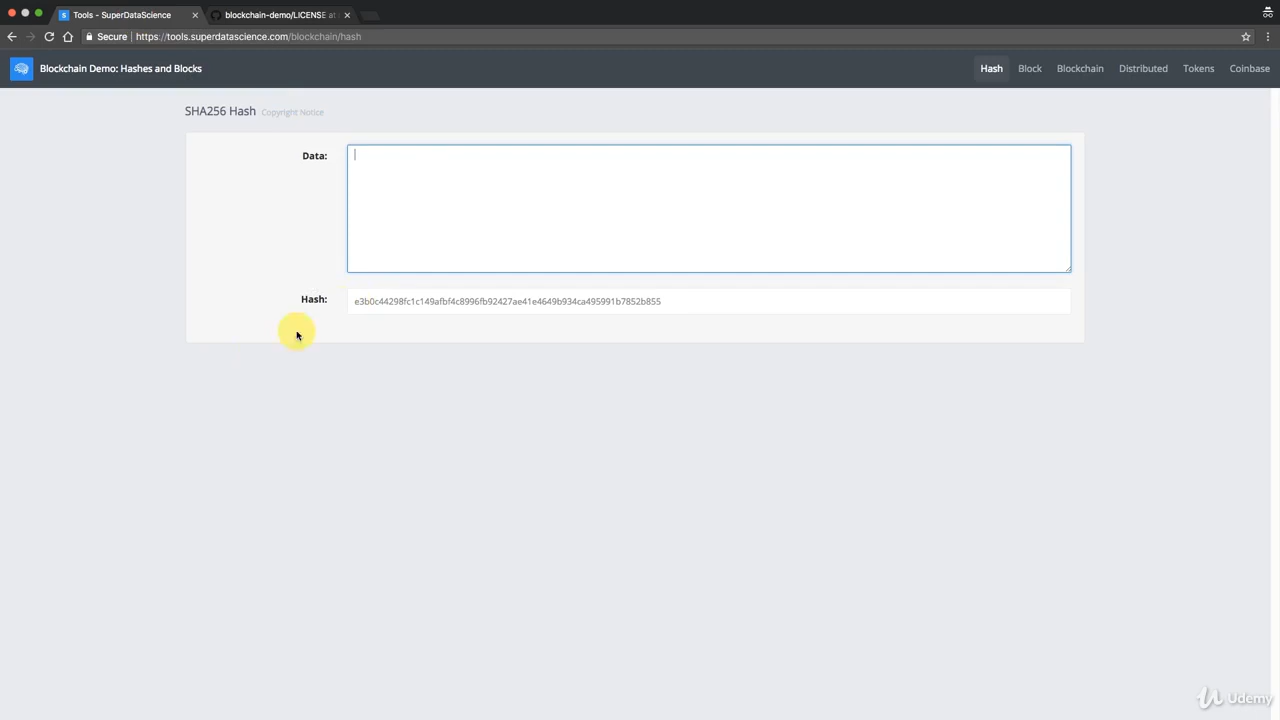 Tools - SuperDataScience
blockchain-demo/LICENSE at
Secure https://tools.superdatascience.com/blockchain/hash
Blockchain Demo: Hashes and Blocks
Hash Block Blockchain Distributed Tokens Coinbase
SHA256 Hash Copyright Notice
Data:
Hash: e3b0c44298fc1c149afbf4c8996fb92427ae41e4649b934ca495991b7852b855
Udemy